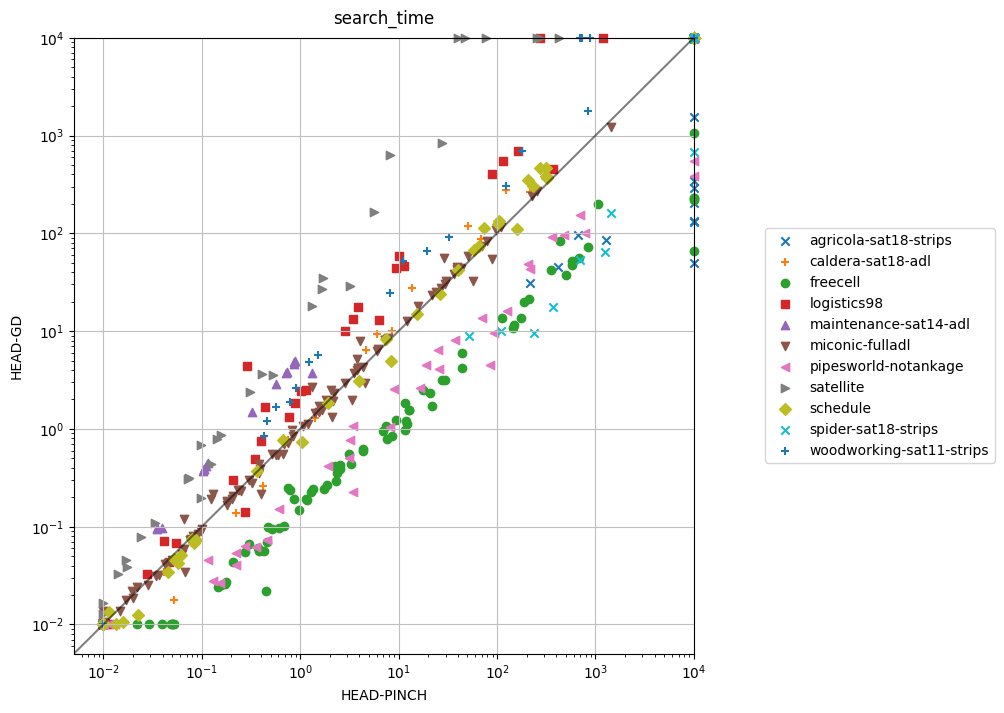 search_time
10^4
10^3
10^2
10^1
10^0
10^-1
10^-2
HEAD-GD
10^-2
10^-1
10^0
10^1
10^2
10^3
10^4
HEAD-PINCH
agricola-sat18-strips
caldera-sat18-adl
freecell
logistics98
maintenance-sat14-adl
miconic-fulladl
pipesworld-notankage
satellite
schedule
spider-sat18-strips
woodworking-sat11-strips